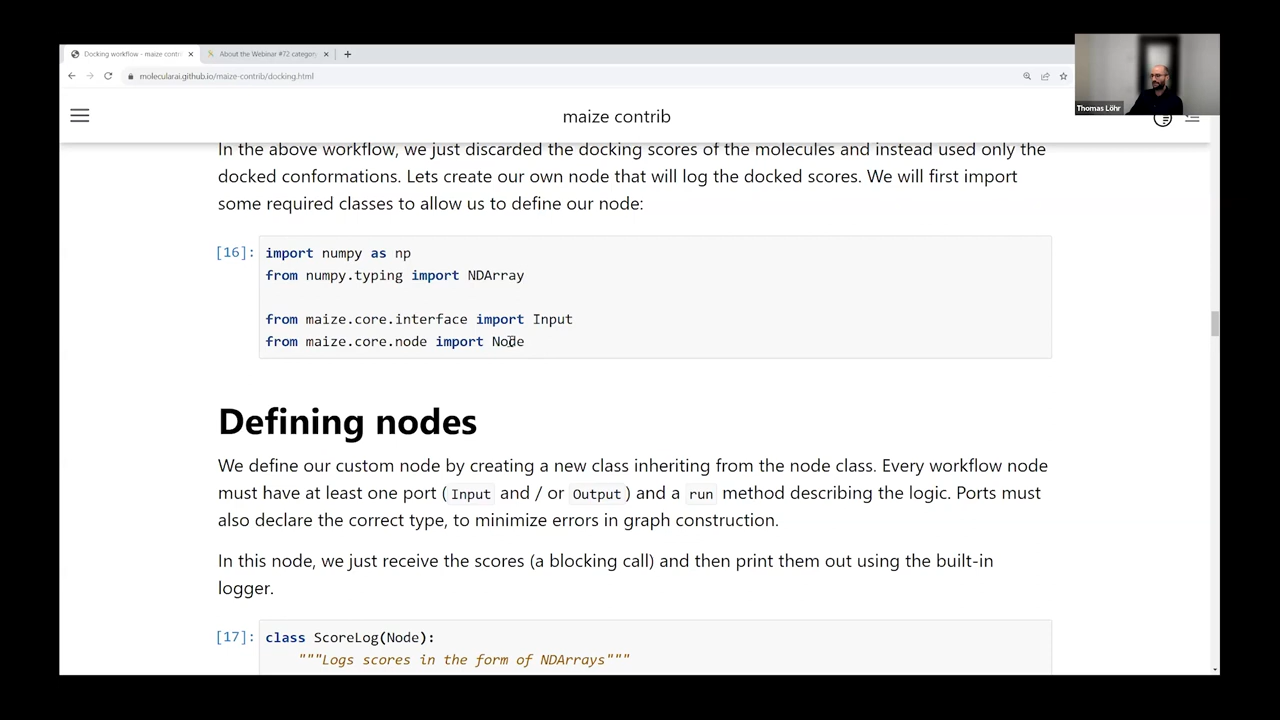 Docking workflow - maize contri
About the Webinar #72 category
molecularai.github.io/maize-contrib/docking.html
Thomas Löhr
maize contrib
In the above workflow, we just discarded the docking scores of the molecules and instead used only the
docked conformations. Lets create our own node that will log the docked scores. We will first import
some required classes to allow us to define our node:
[16]:
import numpy as np
from numpy.typing import NDArray
from maize.core.interface import Input
from maize.core.node import Node
Defining nodes
We define our custom node by creating a new class inheriting from the node class. Every workflow node
must have at least one port ( Input and / or Output ) and a run method describing the logic. Ports must
also declare the correct type, to minimize errors in graph construction.
In this node, we just receive the scores (a blocking call) and then print them out using the built-in
logger.
[17]:
class ScoreLog(Node):
"""Logs scores in the form of NDArrays"""